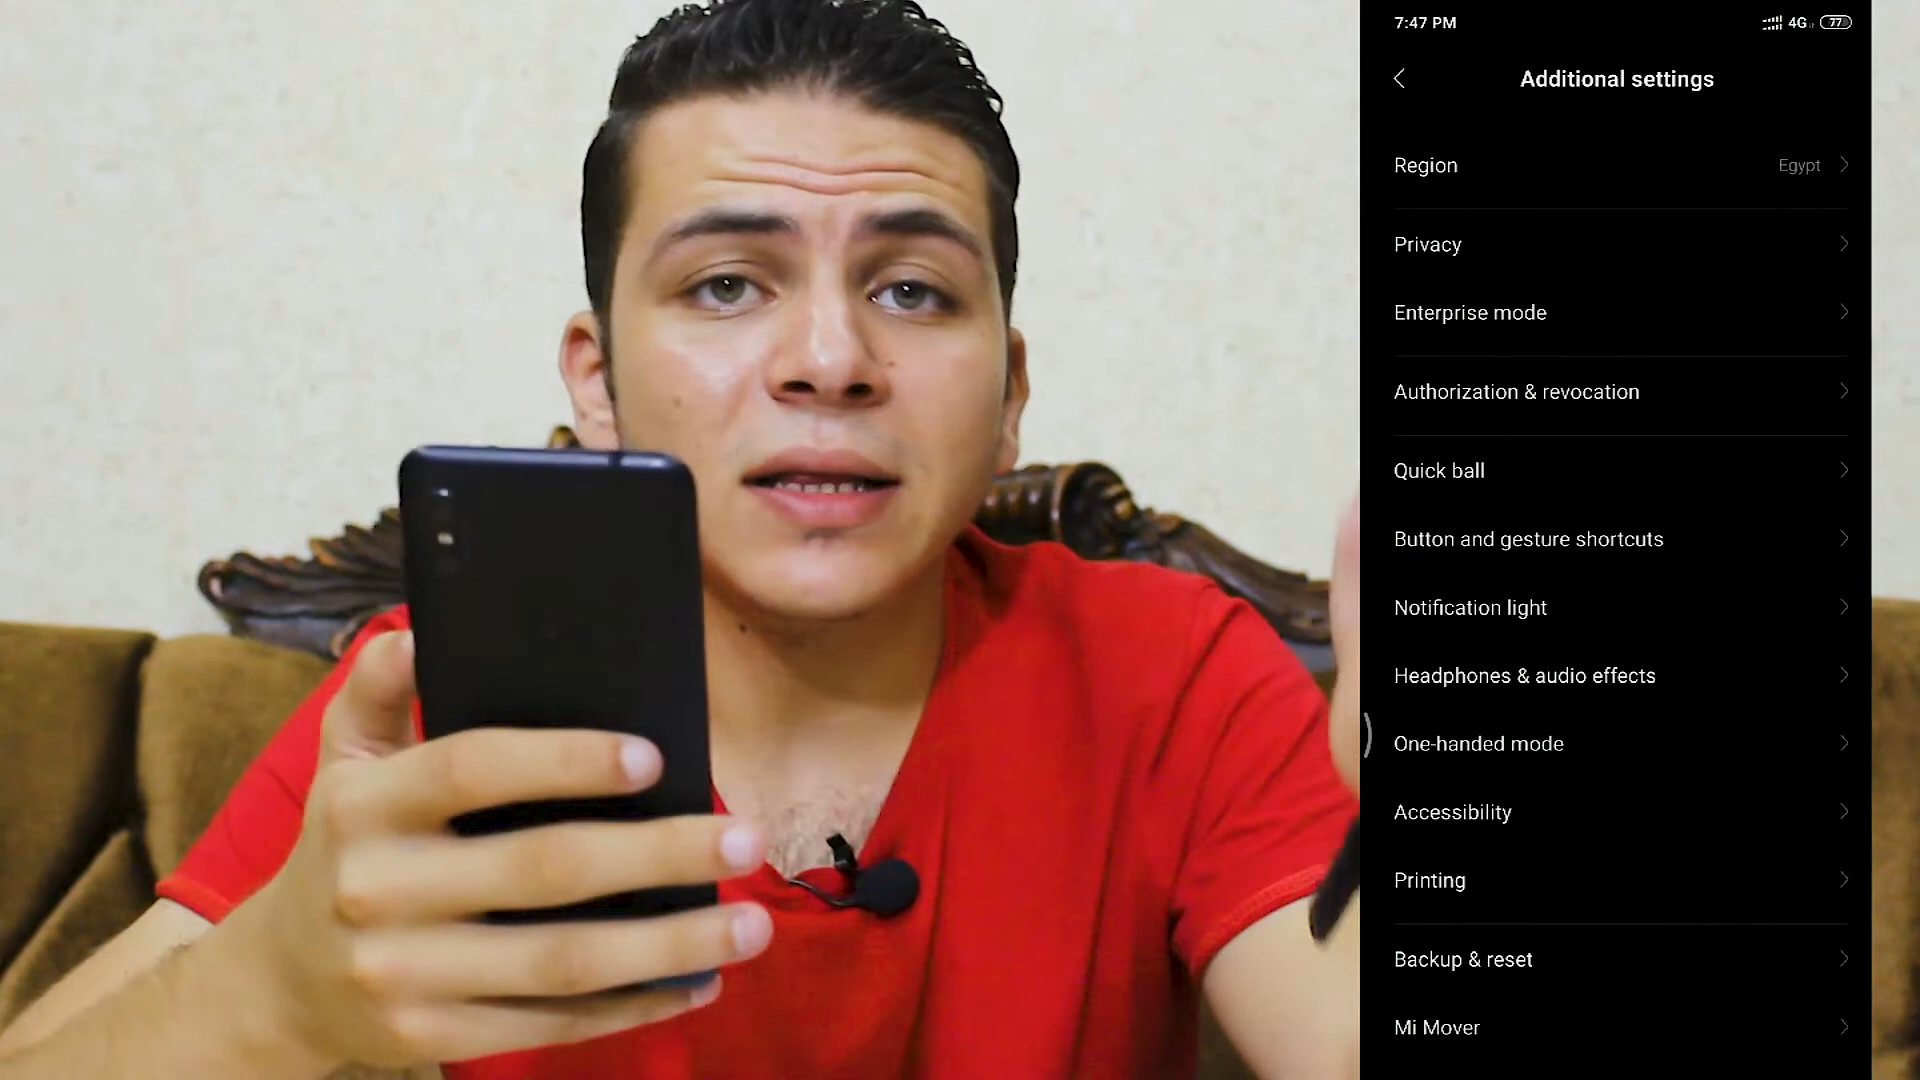 7:47 PM 4G 77
Additional settings
Region Egypt
Privacy
Enterprise mode
Authorization & revocation
Quick ball
Button and gesture shortcuts
Notification light
Headphones & audio effects
One-handed mode
Accessibility
Printing
Backup & reset
Mi Mover